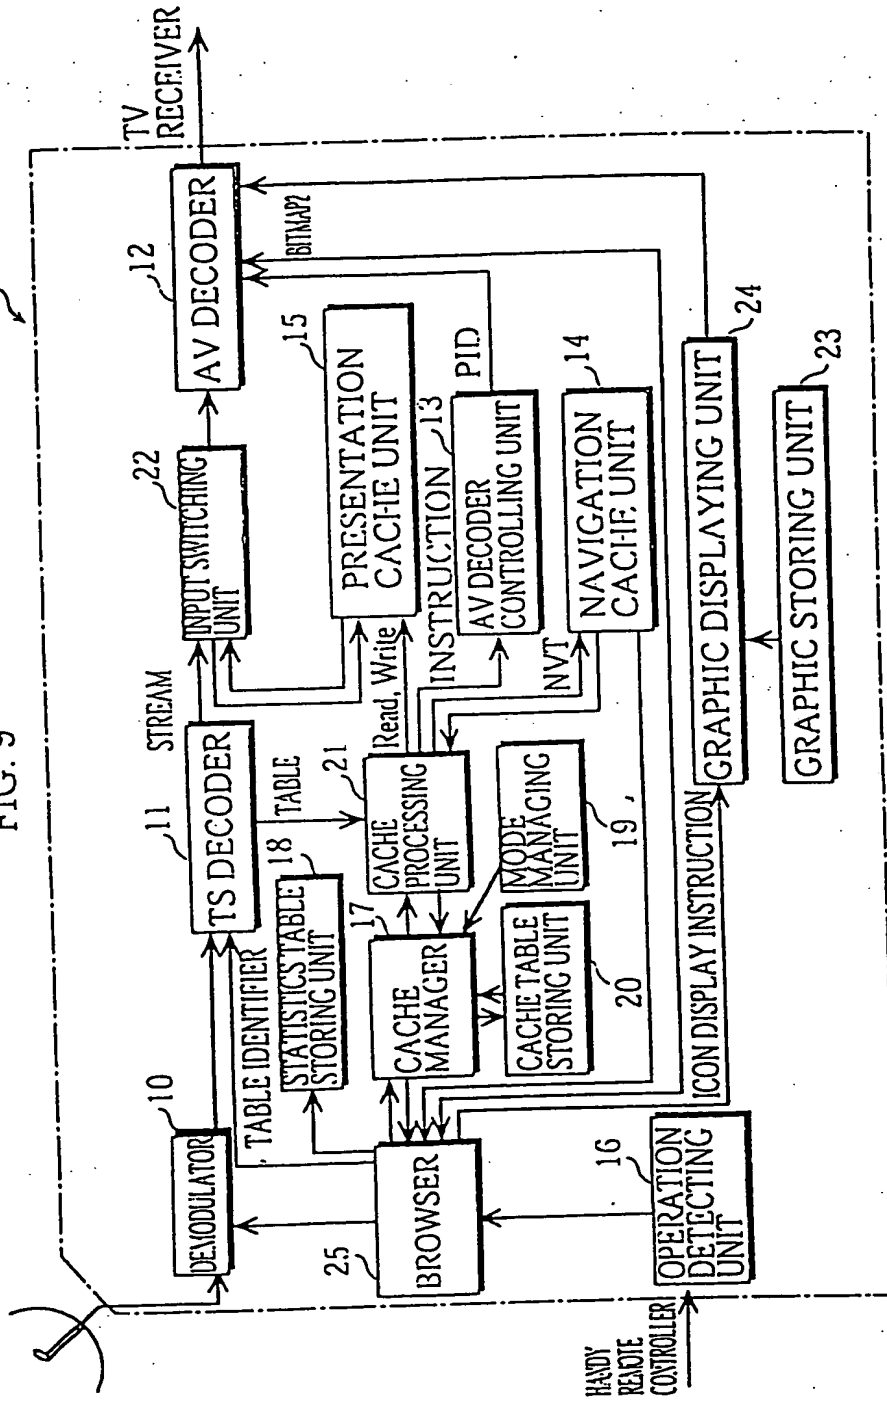 FIG. 9
TV
RECEIVER
10
DEMODULATOR
11
TS DECODER
STREAM
22
INPUT SWITCHING
UNIT
12
AV DECODER
TABLE IDENTIFIER
18
STATISTICS TABLE
STORING UNIT
TABLE
BITMAP2
15
PRESENTATION
CACHE UNIT
25
BROWSER
17
CACHE
MANAGER
21
CACHE
PROCESSING
UNIT
Read, Write
INSTRUCTION
13
AV DECODER
CONTROLLING UNIT
PID
CACHE TABLE
STORING UNIT
20
MODE
MANAGING
UNIT
19
NVT
14
NAVIGATION
CACHE UNIT
HANDY
REMOTE
CONTROLLER
16
OPERATION
DETECTING
UNIT
ICON DISPLAY INSTRUCTION
GRAPHIC DISPLAYING UNIT
24
GRAPHIC STORING UNIT
23